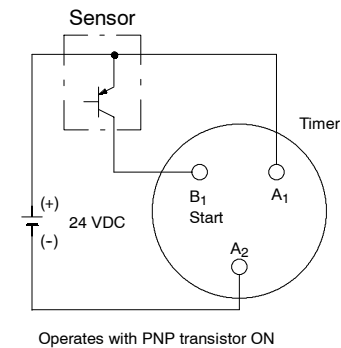 Sensor
Timer
B1
Start
A1
(+)
24 VDC
(-)
A2
Operates with PNP transistor ON